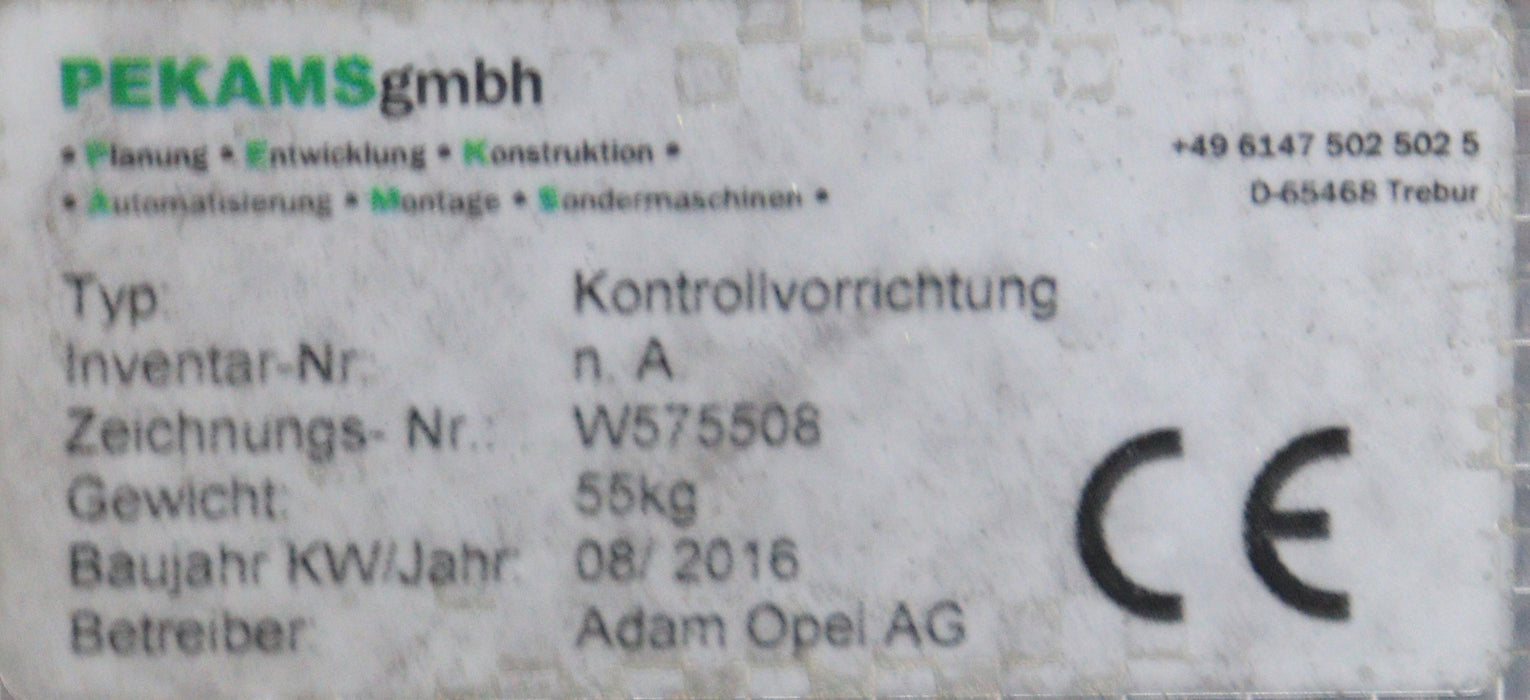 PEKAMSgmbh
• Planung • Entwicklung • Konstruktion •
• Automatisierung • Montage • Sondermaschinen •
+49 6147 502 502 5
D-65468 Trebur
Typ: Kontrollvorrichtung
Inventar-Nr.: n. A
Zeichnungs- Nr.: W575508
Gewicht: 55kg
Baujahr KW/Jahr: 08/ 2016
Betreiber: Adam Opel AG
CE